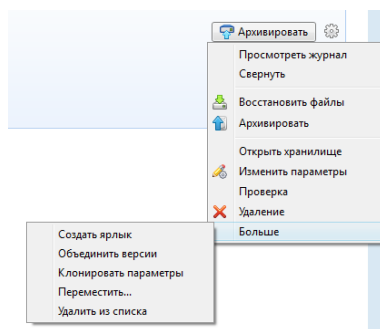 Архивировать
Просмотреть журнал
Свернуть
Восстановить файлы
Архивировать
Открыть хранилище
Изменить параметры
Проверка
Удаление
Больше
Создать ярлык
Объединить версии
Клонировать параметры
Переместить...
Удалить из списка